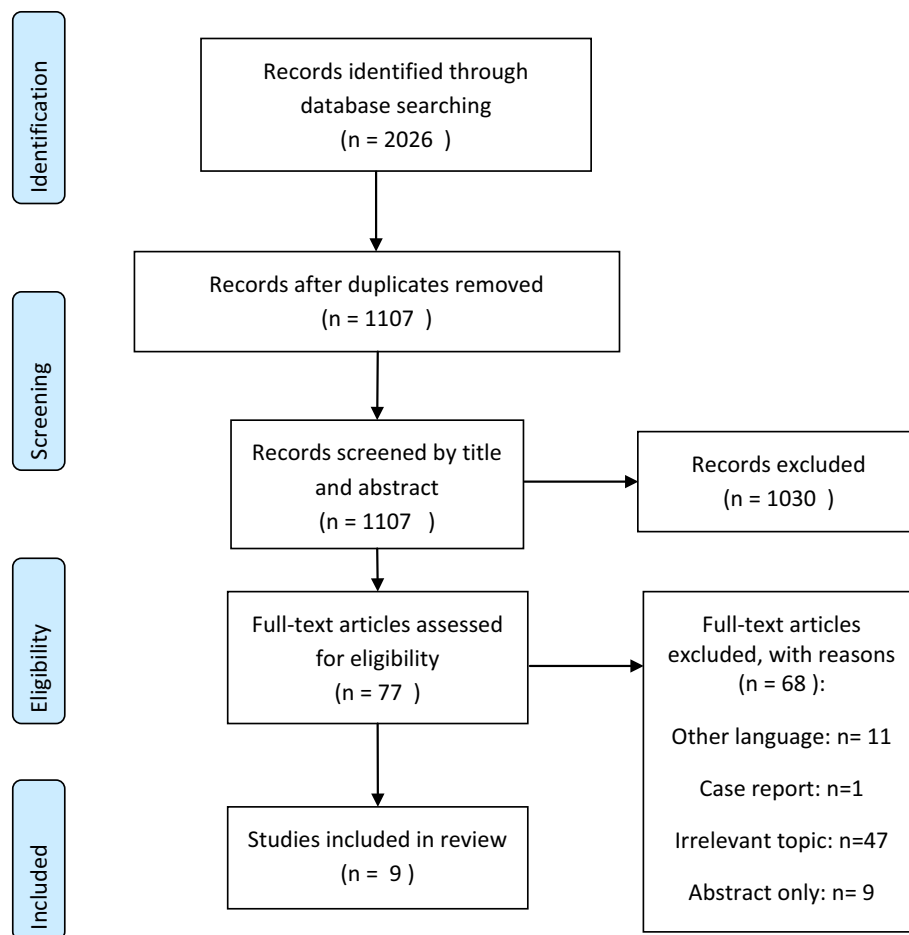 Identification
Records identified through
database searching
(n = 2026  )
Records after duplicates removed
(n = 1107  )
Screening
Records screened by title
and abstract
(n = 1107   )
Records excluded
(n = 1030  )
Eligibility
Full-text articles assessed
for eligibility
(n = 77  )
Full-text articles
excluded, with reasons
(n = 68 ):
Other language: n= 11
Case report: n=1
Irrelevant topic: n=47
Abstract only: n= 9
Included
Studies included in review
(n =  9 )